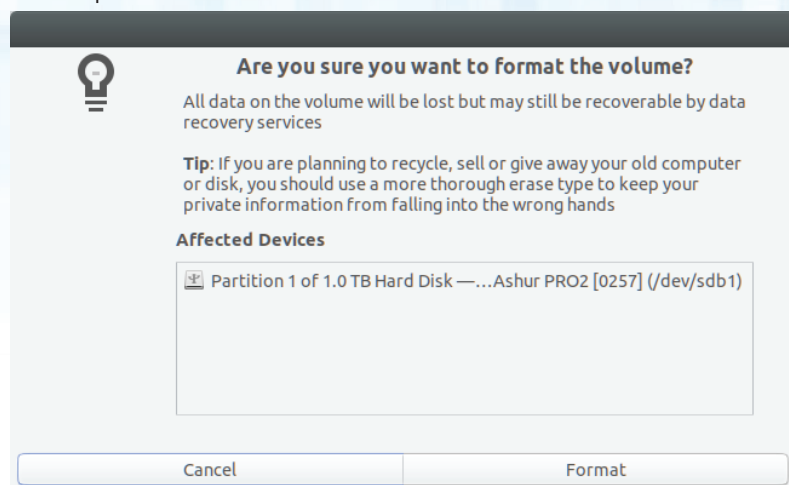 Are you sure you want to format the volume?
All data on the volume will be lost but may still be recoverable by data
recovery services
Tip: If you are planning to recycle, sell or give away your old computer
or disk, you should use a more thorough erase type to keep your
private information from falling into the wrong hands
Affected Devices
Partition 1 of 1.0 TB Hard Disk —…Ashur PRO2 [0257] (/dev/sdb1)
Cancel Format